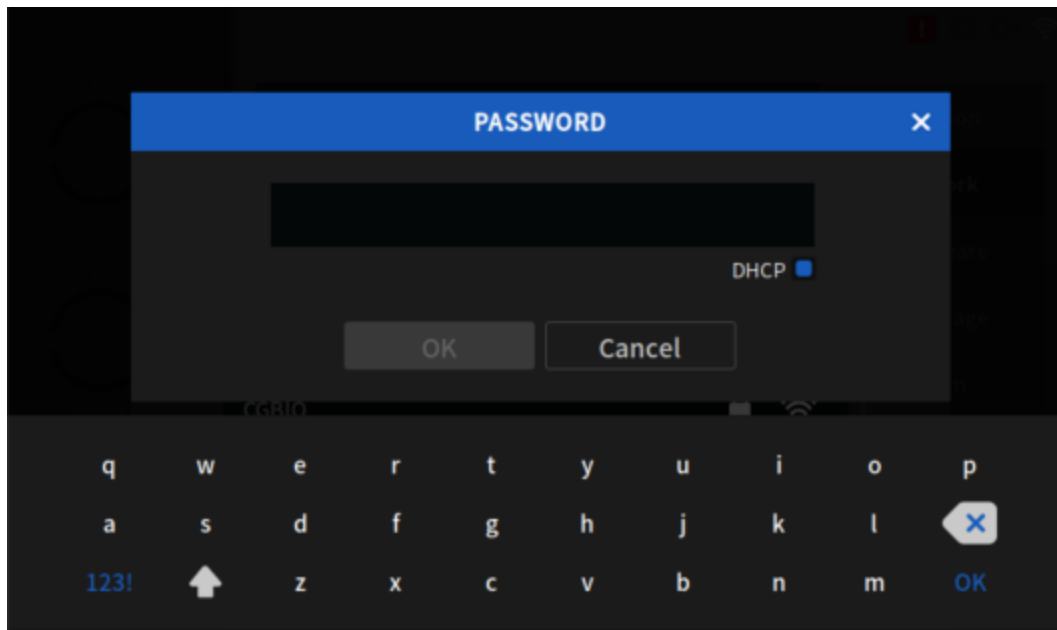 PASSWORD
DHCP
OK Cancel
CGBIO
q w e r t y u i o p
a s d f g h j k l
123! z x c v b n m OK